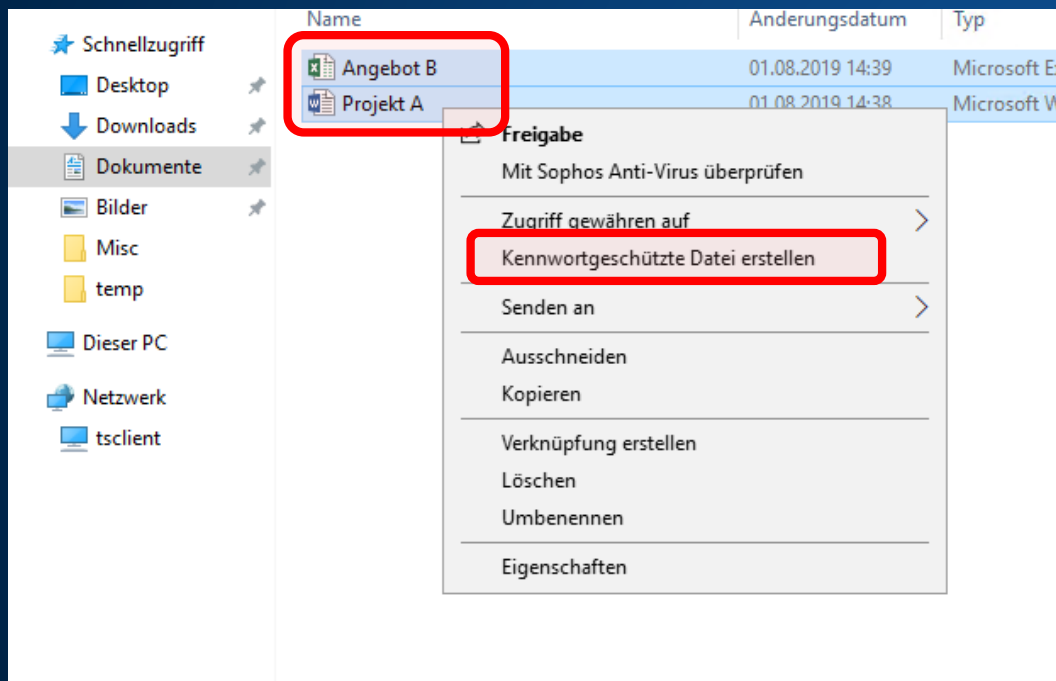 Name Änderungsdatum Typ
Schnellzugriff
Desktop
Downloads
Dokumente
Bilder
Misc
temp
Dieser PC
Netzwerk
tsclient
Angebot B 01.08.2019 14:39 Microsoft
Projekt A 01.08.2019 14:38 Microsoft
Freigabe
Mit Sophos Anti-Virus überprüfen
Zugriff gewähren auf
Kennwortgeschützte Datei erstellen
Senden an
Ausschneiden
Kopieren
Verknüpfung erstellen
Löschen
Umbenennen
Eigenschaften